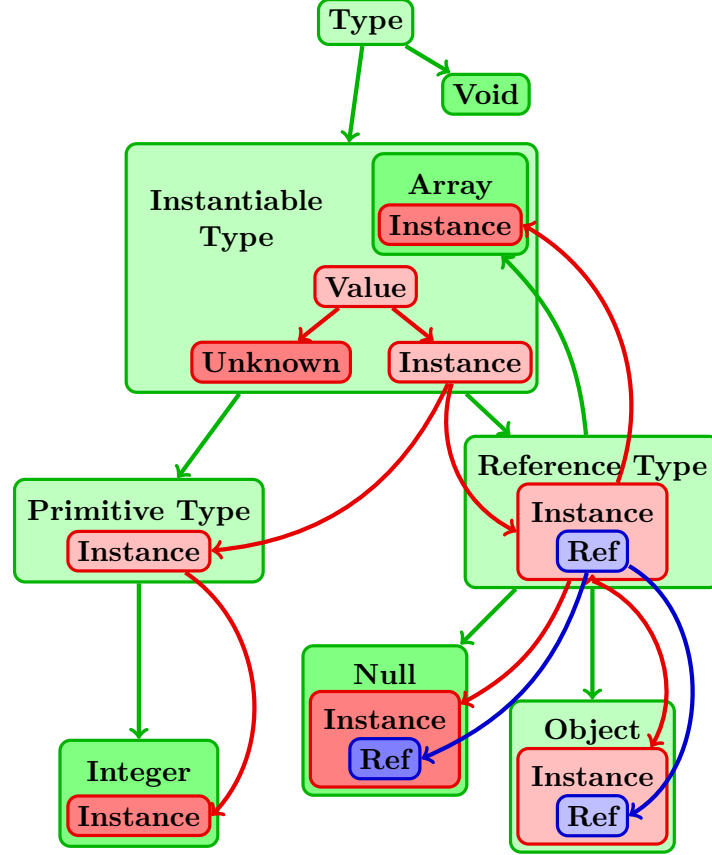 Type
Void
Instantiable
Type
Array
Instance
Value
Unknown
Instance
Primitive Type
Instance
Reference Type
Instance
Ref
Null
Instance
Ref
Object
Instance
Ref
Integer
Instance